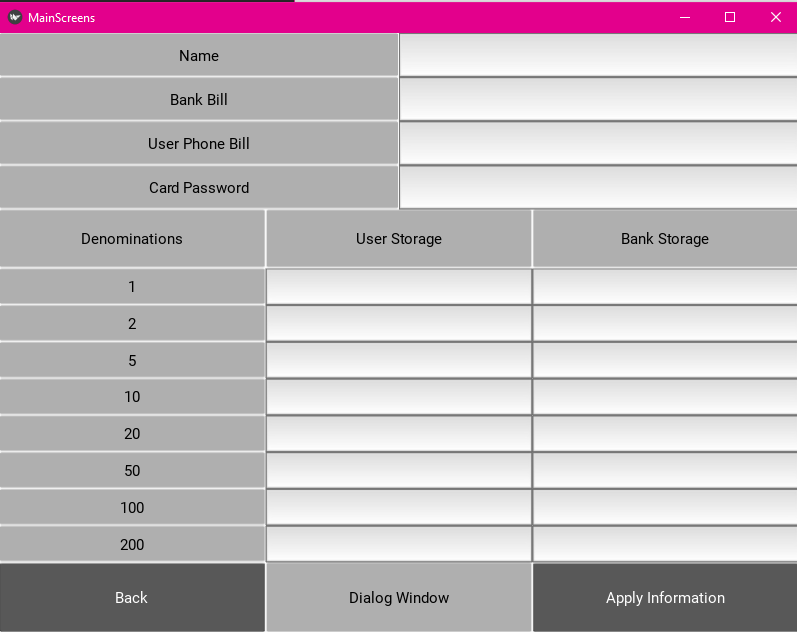 MainScreens
Name
Bank Bill
User Phone Bill
Card Password
Denominations User Storage Bank Storage
1
2
5
10
20
50
100
200
Back Dialog Window Apply Information